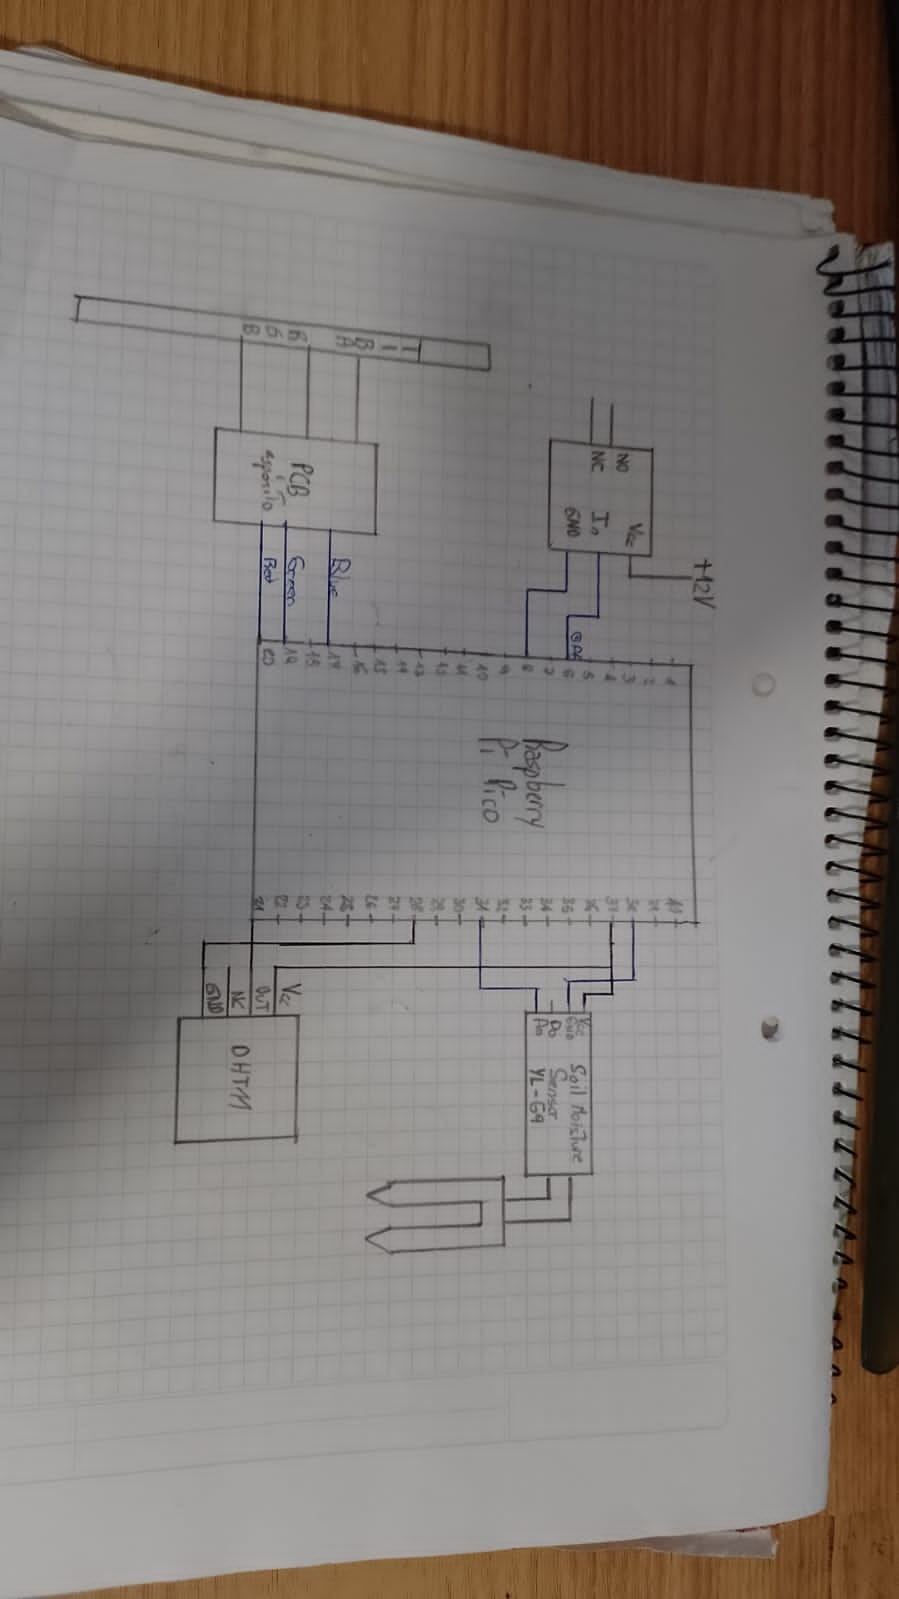 +12V
NO
NC
Vcc
In
GND
1
2
3
4
5
6
7
8
9
10
11
12
13
14
15
16
17
18
19
20
Raspberry
Pi Pico
40
39
38
37
36
35
34
33
32
31
30
29
28
27
26
25
24
23
22
21
PCB
apposito
Blue
Green
Red
Vcc
GND
D0
A0
Soil Moisture
Sensor
YL-69
Vcc
OUT
NC
GND
DHT11